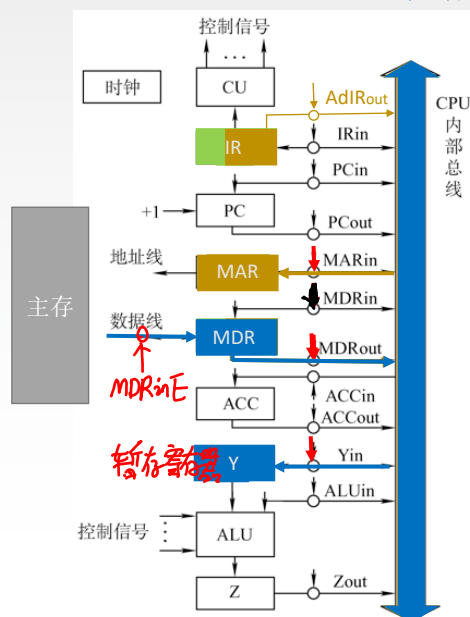 控制信号
...
时钟
CU
AdIRout
CPU
内
部
总
线
IR
IRin
PCin
+1
PC
PCout
地址线
MAR
MARin
主存
MDRin
数据线
MDR
MDRout
MDRinE
ACC
ACCin
ACCout
暂存寄存器
Y
Yin
ALUin
控制信号
ALU
Z
Zout